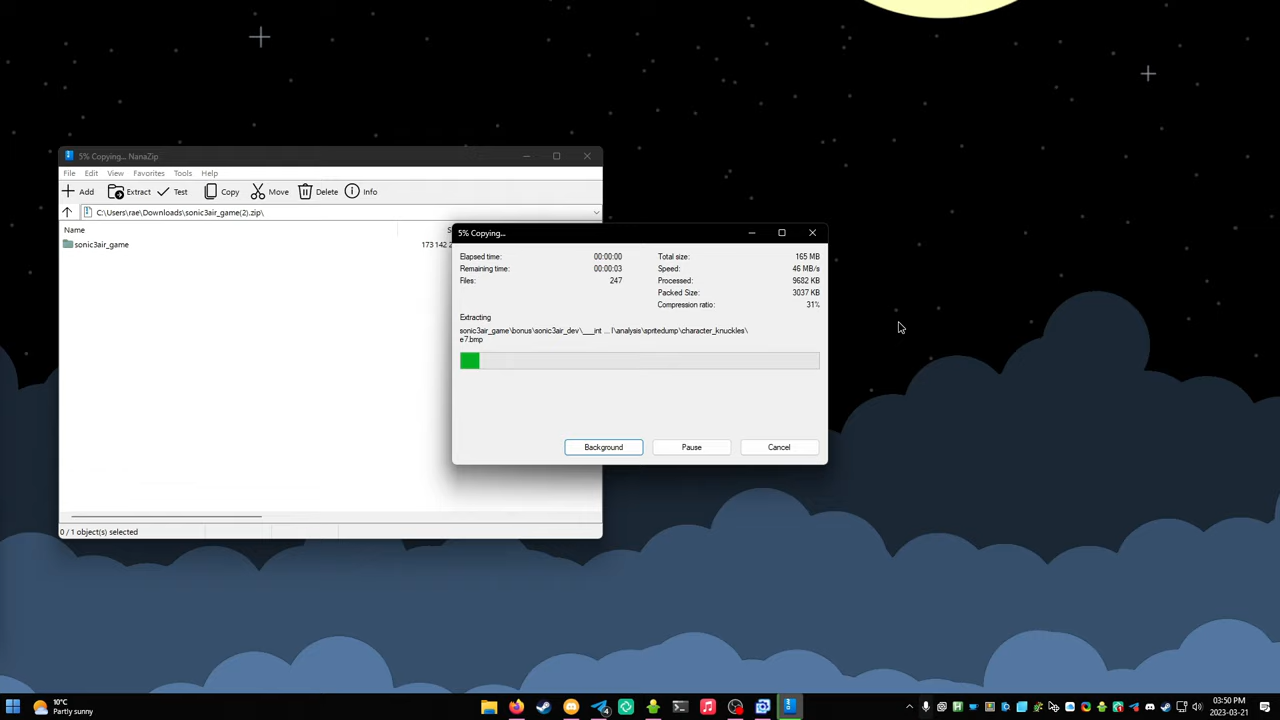 5% Copying... NanaZip
File Edit View Favorites Tools Help
Add Extract Test Copy Move Delete Info
C:\Users\rae\Downloads\sonic3air_game(2).zip\
Name
sonic3air_game 173 142 2
5% Copying...
Elapsed time: 00:00:00 Total size: 165 MB
Remaining time: 00:00:03 Speed: 46 MB/s
Files: 247 Processed: 9682 KB
Packed Size: 3037 KB
Compression ratio: 31%
Extracting
sonic3air_game\bonus\sonic3air_dev\___int ... l\analysis\spritedump\character_knuckles\
e7.bmp
Background Pause Cancel
0 / 1 object(s) selected
10°C
Partly sunny
03:50 PM
2023-03-21